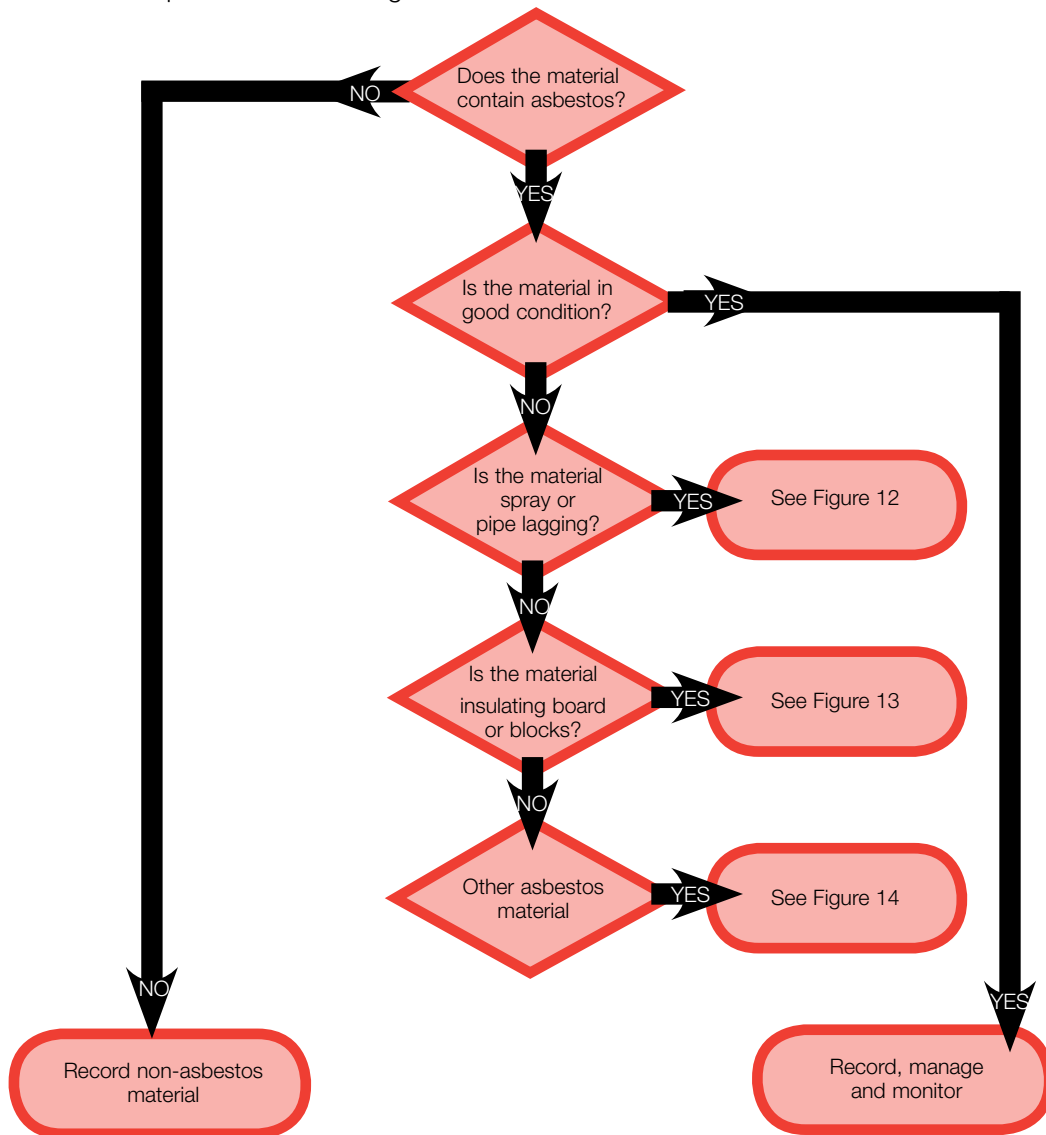 Does the material
contain asbestos?
NO
YES
Is the material in
good condition?
YES
NO
Is the material
spray or
pipe lagging?
YES
See Figure 12
NO
Is the material
insulating board
or blocks?
YES
See Figure 13
NO
Other asbestos
material
YES
See Figure 14
NO
YES
Record non-asbestos
material
Record, manage
and monitor